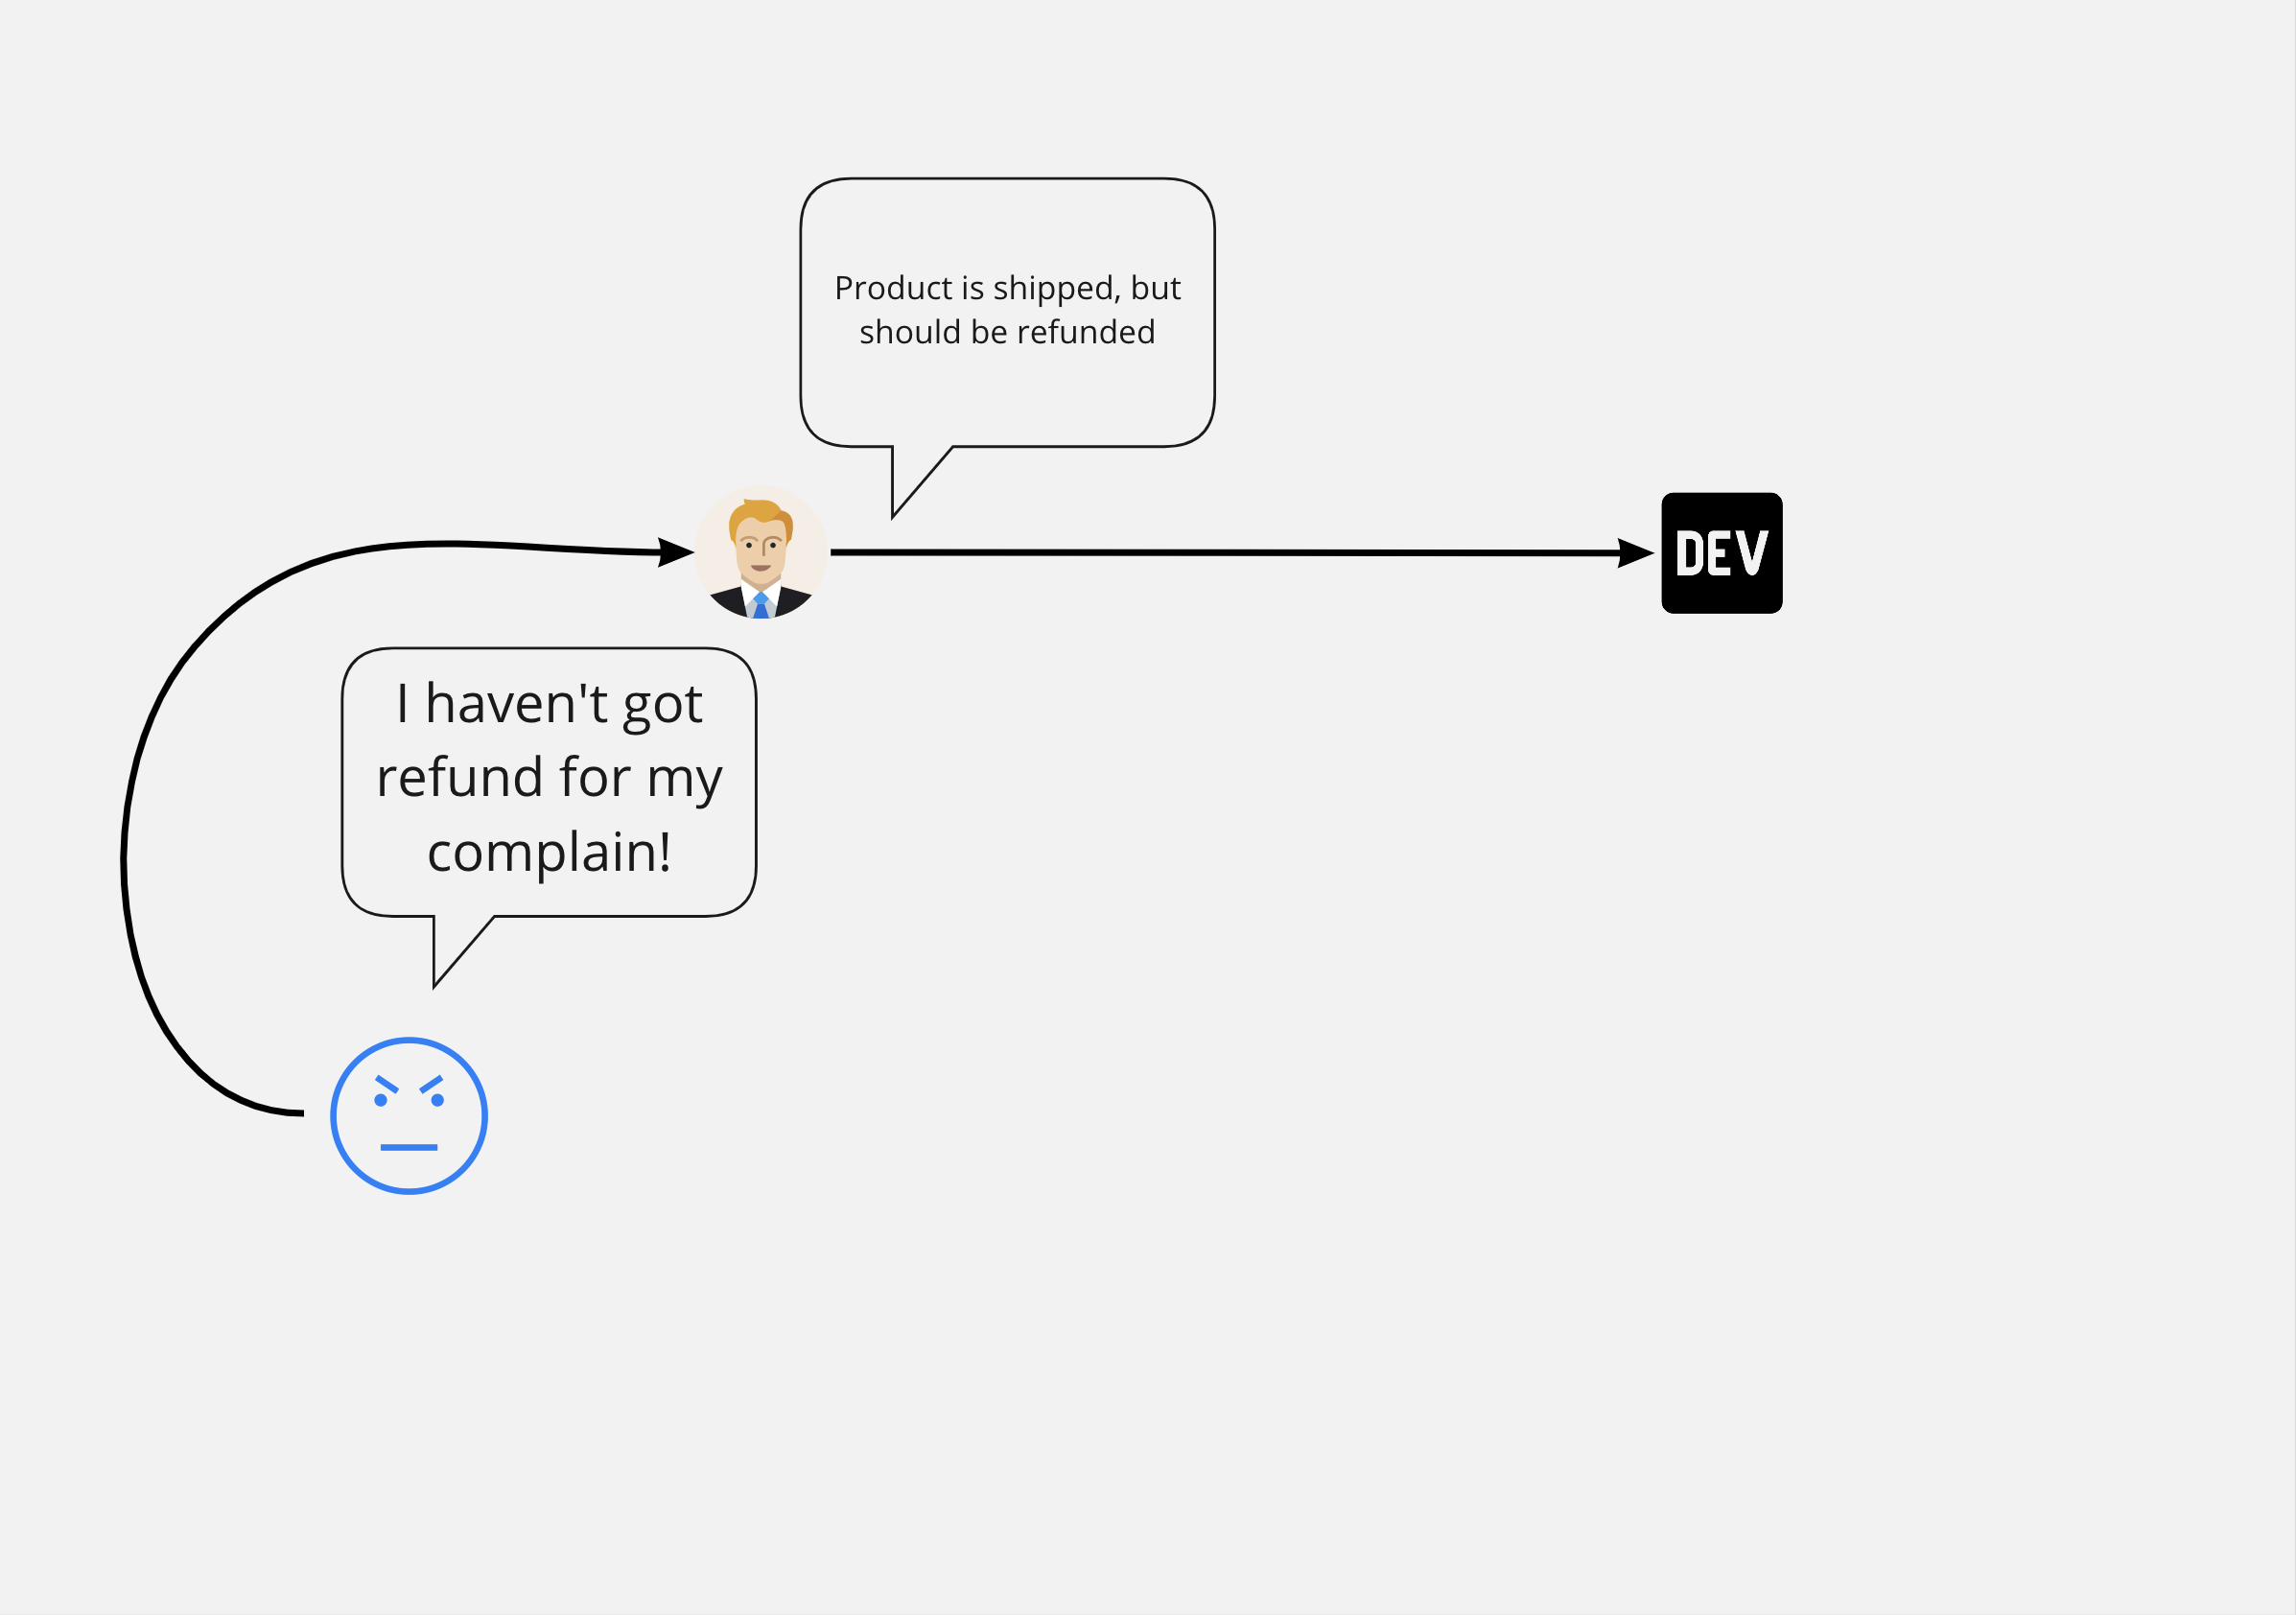 Product is shipped, but
should be refunded
DEV
I haven't got
refund for my
complain!